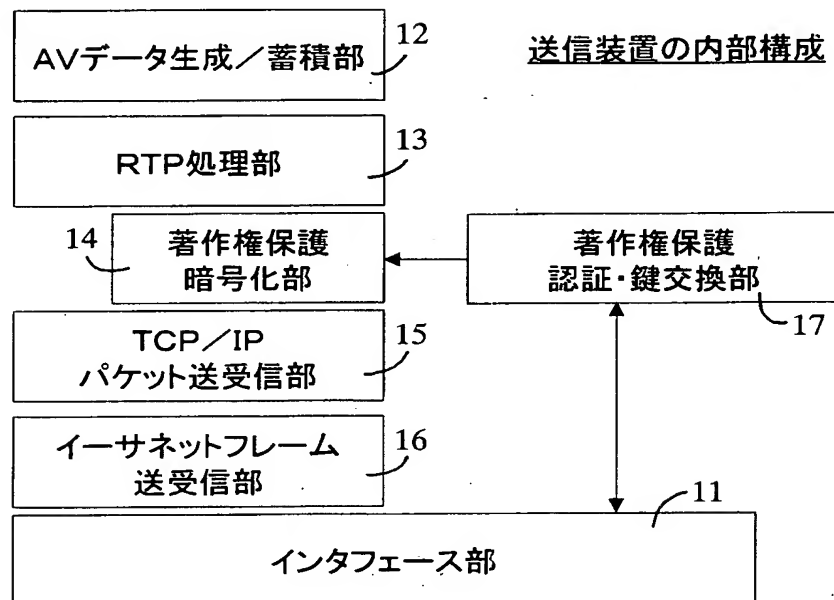 送信装置の内部構成
AVデータ生成／蓄積部
12
RTP処理部
13
著作権保護
暗号化部
14
著作権保護
認証・鍵交換部
17
TCP／IP
パケット送受信部
15
イーサネットフレーム
送受信部
16
インタフェース部
11